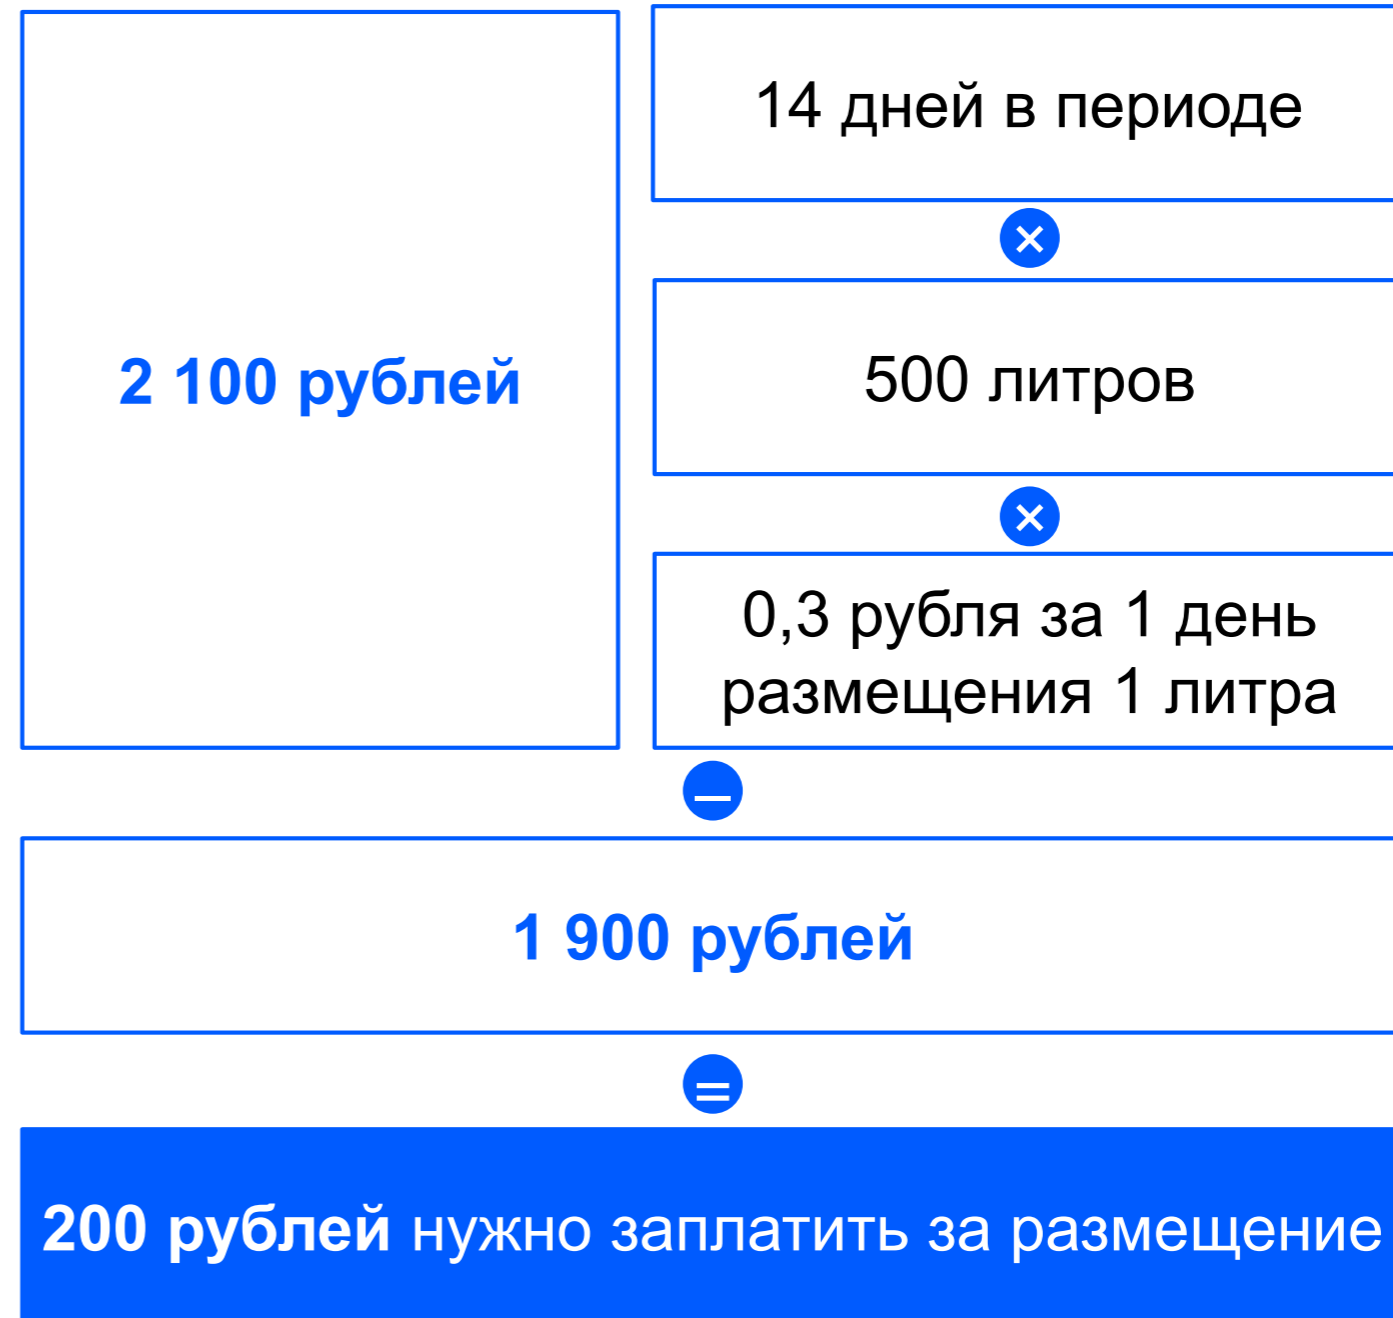 2 100 рублей
14 дней в периоде
×
500 литров
×
0,3 рубля за 1 день
размещения 1 литра
–
1 900 рублей
=
200 рублей нужно заплатить за размещение